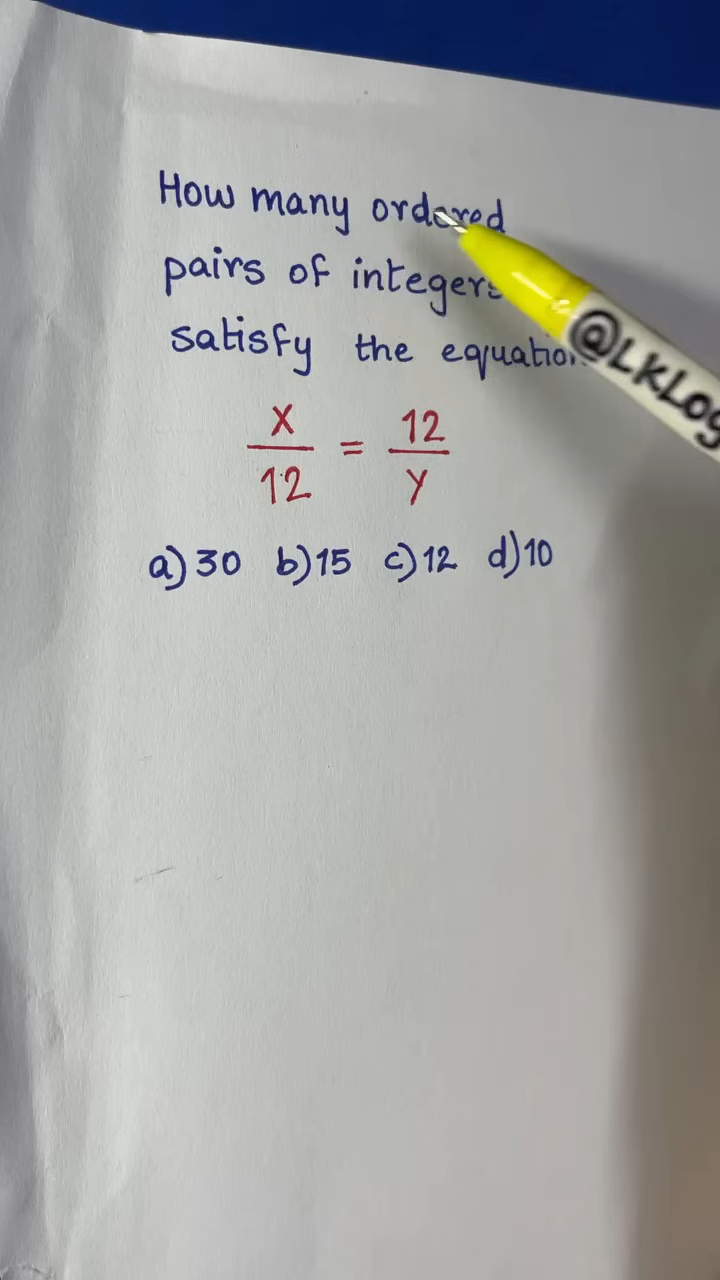 How many ordered
pairs of integers
satisfy the equation
X/12 = 12/Y
a) 30 b) 15 c) 12 d) 10
@LKLog